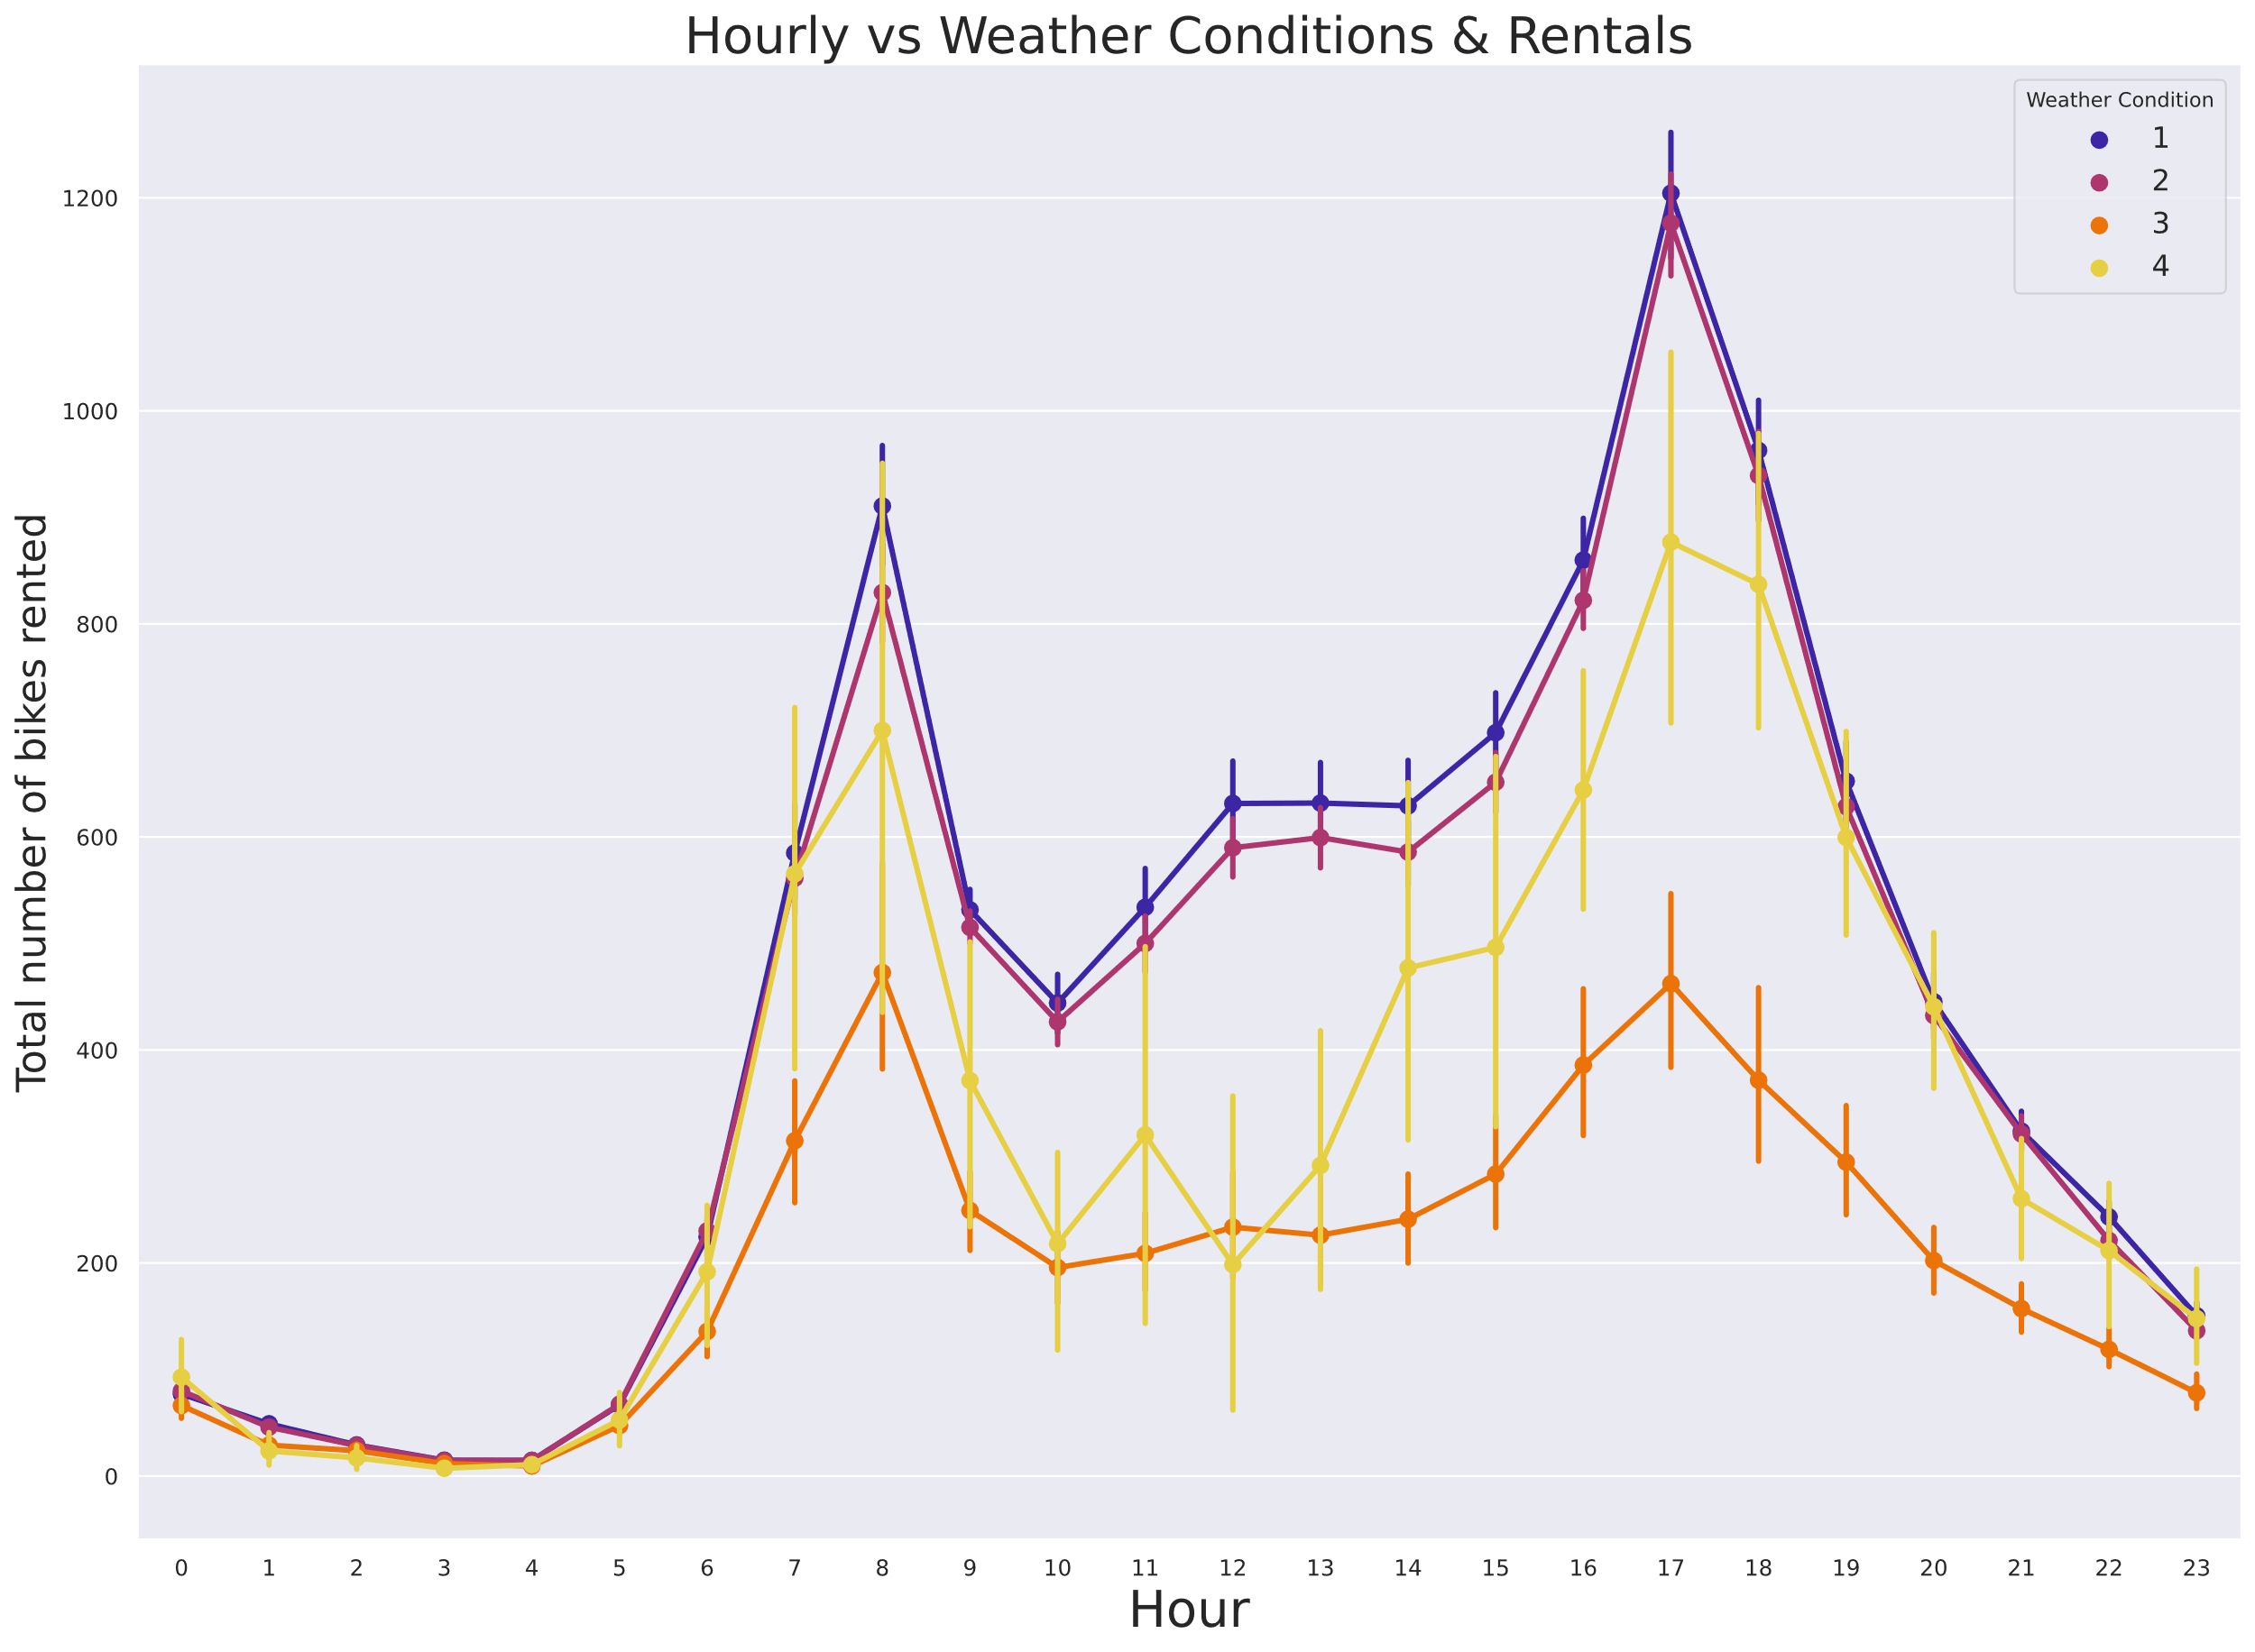 Hourly vs Weather Conditions & Rentals
Weather Condition
1
2
3
4
Total number of bikes rented
1200
1000
800
600
400
200
0
0 1 2 3 4 5 6 7 8 9 10 11 12 13 14 15 16 17 18 19 20 21 22 23
Hour